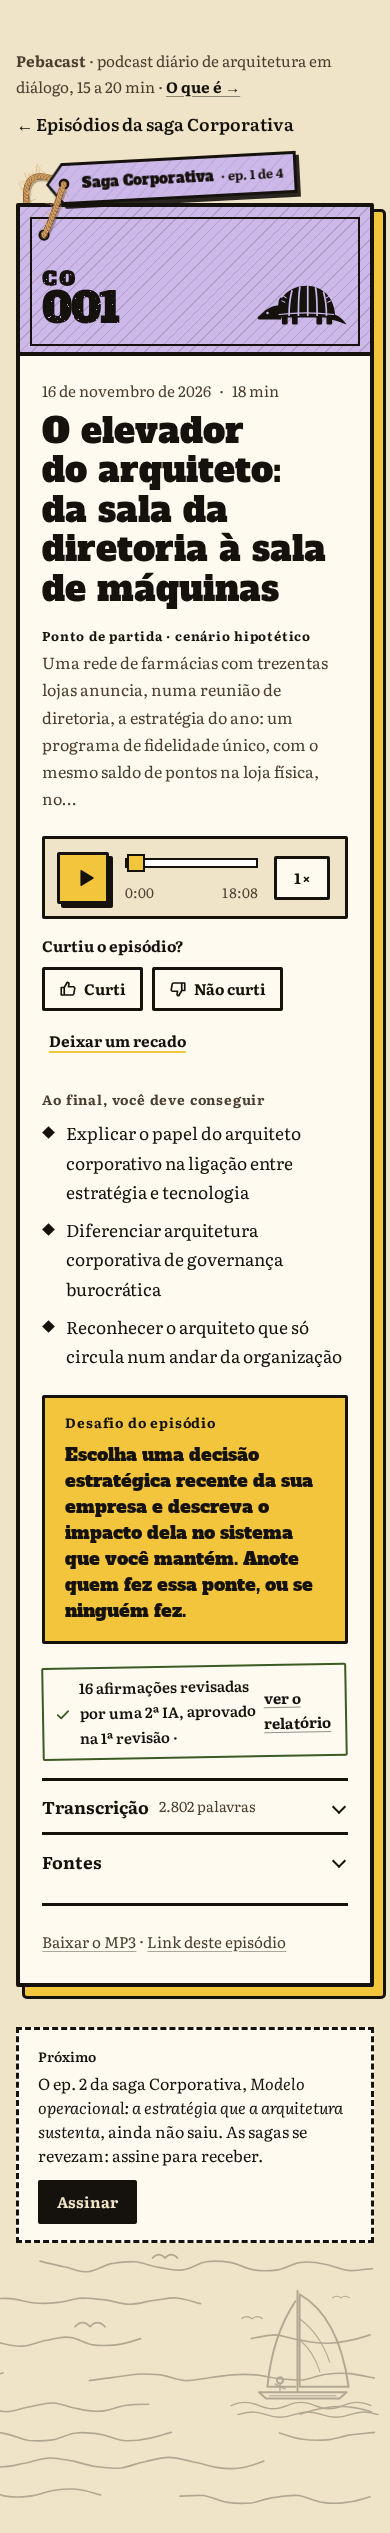 Pebacast · podcast diário de arquitetura em
diálogo, 15 a 20 min · O que é →
← Episódios da saga Corporativa
Saga Corporativa · ep. 1 de 4
CO
001
16 de novembro de 2026 · 18 min
O elevador
do arquiteto:
da sala da
diretoria à sala
de máquinas
Ponto de partida · cenário hipotético
Uma rede de farmácias com trezentas
lojas anuncia, numa reunião de
diretoria, a estratégia do ano: um
programa de fidelidade único, com o
mesmo saldo de pontos na loja física,
no…
0:00 18:08 1×
Curtiu o episódio?
Curti Não curti
Deixar um recado
Ao final, você deve conseguir
◆ Explicar o papel do arquiteto
corporativo na ligação entre
estratégia e tecnologia
◆ Diferenciar arquitetura
corporativa de governança
burocrática
◆ Reconhecer o arquiteto que só
circula num andar da organização
Desafio do episódio
Escolha uma decisão
estratégica recente da sua
empresa e descreva o
impacto dela no sistema
que você mantém. Anote
quem fez essa ponte, ou se
ninguém fez.
16 afirmações revisadas
por uma 2ª IA, aprovado
na 1ª revisão ·
ver o
relatório
Transcrição 2.802 palavras
Fontes
Baixar o MP3 · Link deste episódio
Próximo
O ep. 2 da saga Corporativa, Modelo
operacional: a estratégia que a arquitetura
sustenta, ainda não saiu. As sagas se
revezam: assine para receber.
Assinar